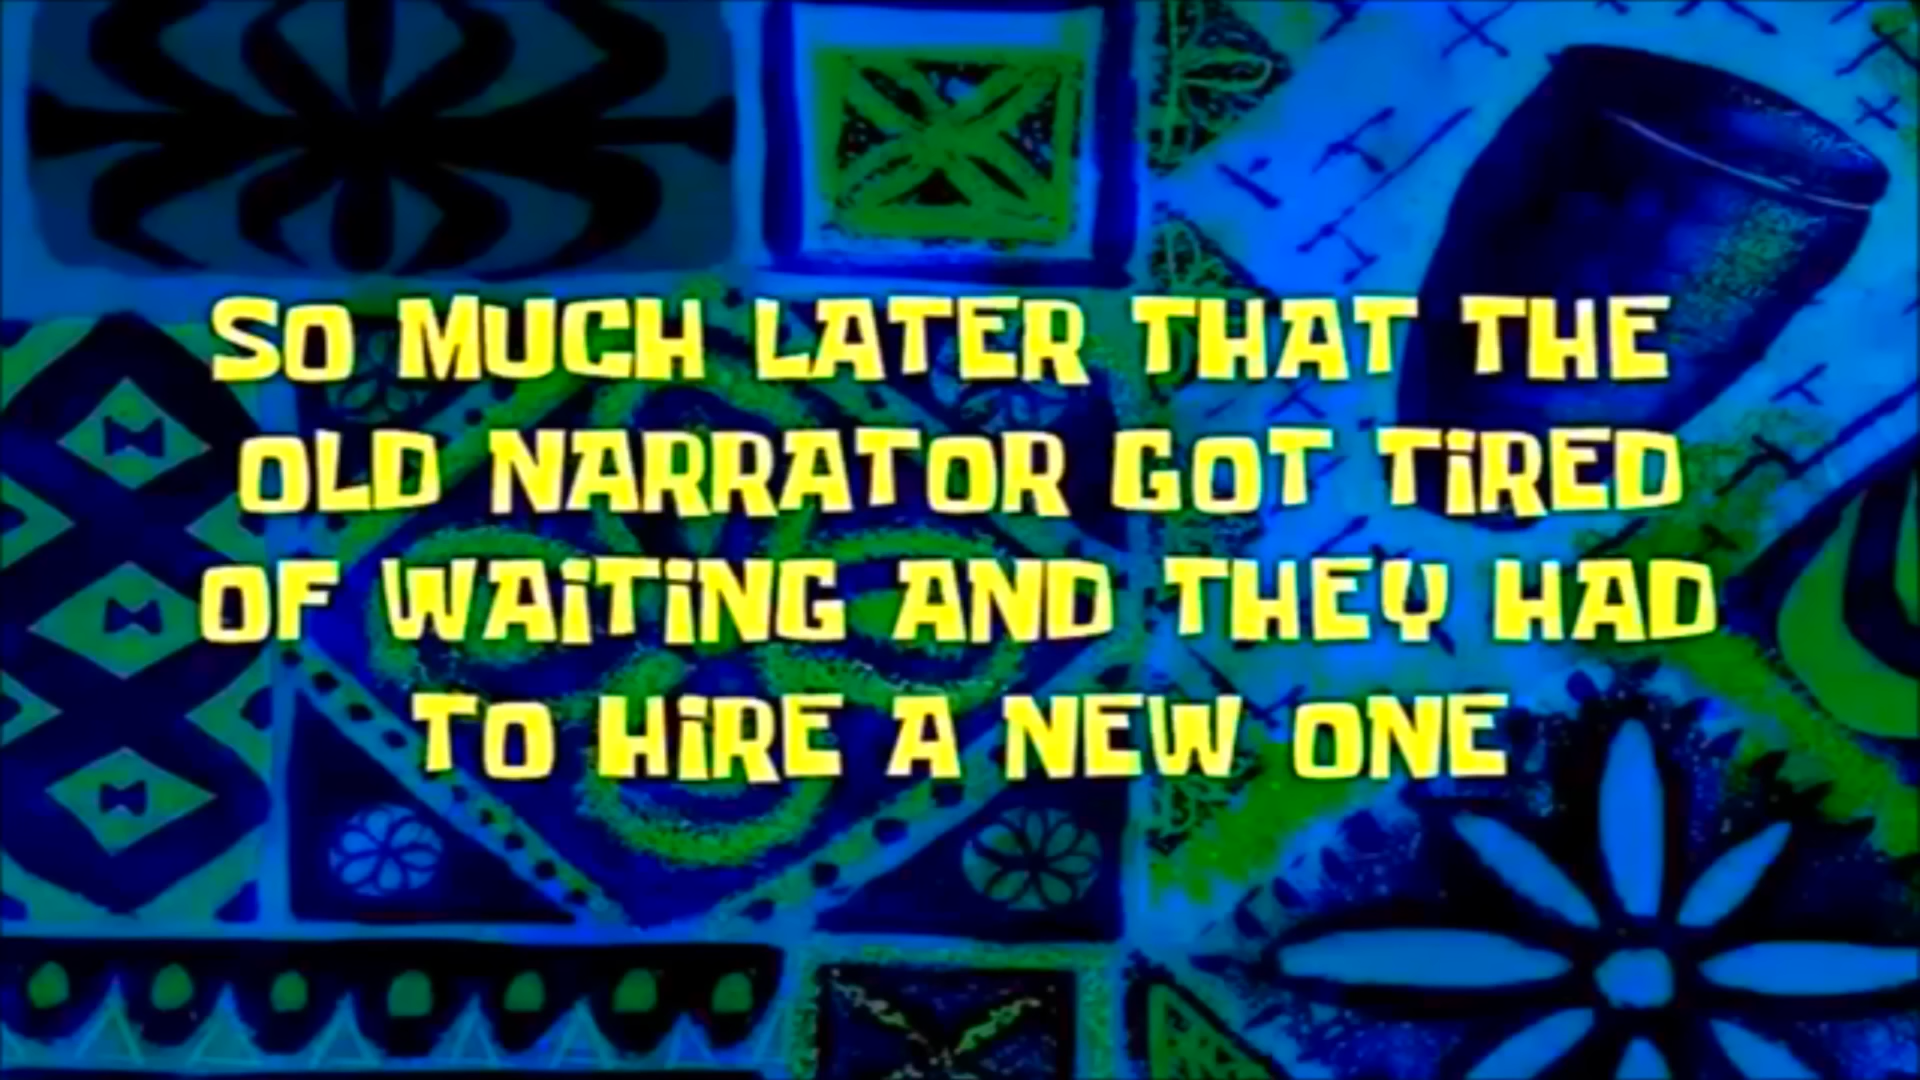 SO MUCH LATER THAT THE
OLD NARRATOR GOT TiRED
OF WAiTiNG AND THEY HAD
TO HiRE A NEW ONE